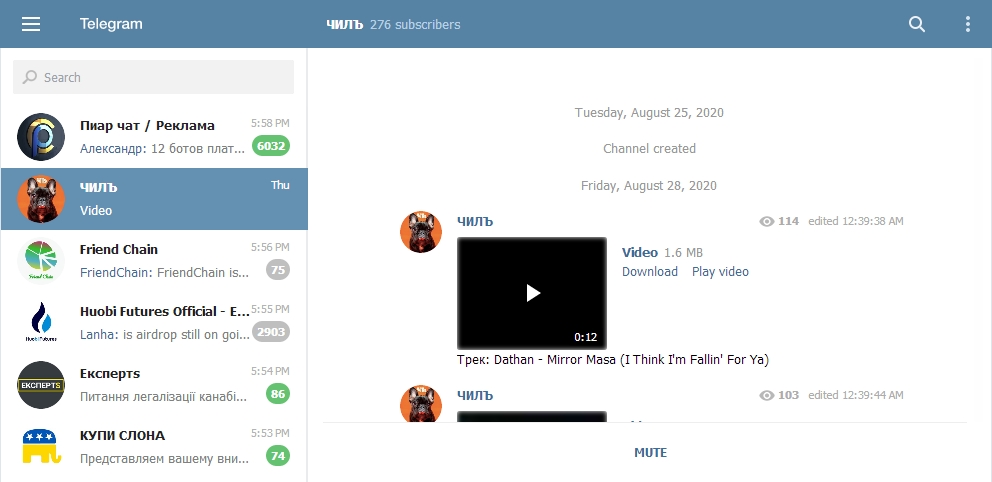 Telegram
ЧИЛЪ 276 subscribers
Search
Пиар чат / Реклама 5:58 PM
Александр: 12 ботов плат... 6032
ЧИЛЪ Thu
Video
Friend Chain 5:56 PM
FriendChain: FriendChain is... 75
Huobi Futures Official - E... 5:55 PM
Lanha: is airdrop still on goi... 2903
Експертs 5:54 PM
Питання легалізації канабі... 86
КУПИ СЛОНА 5:53 PM
Представляем вашему вни... 74
Friend Chain
HuobiFutures
ЕКСПЕРТS
Tuesday, August 25, 2020
Channel created
Friday, August 28, 2020
ЧИЛЪ 114 edited 12:39:38 AM
Video 1.6 MB
Download Play video
0:12
Трек: Dathan - Mirror Masa (I Think I'm Fallin' For Ya)
ЧИЛЪ 103 edited 12:39:44 AM
MUTE